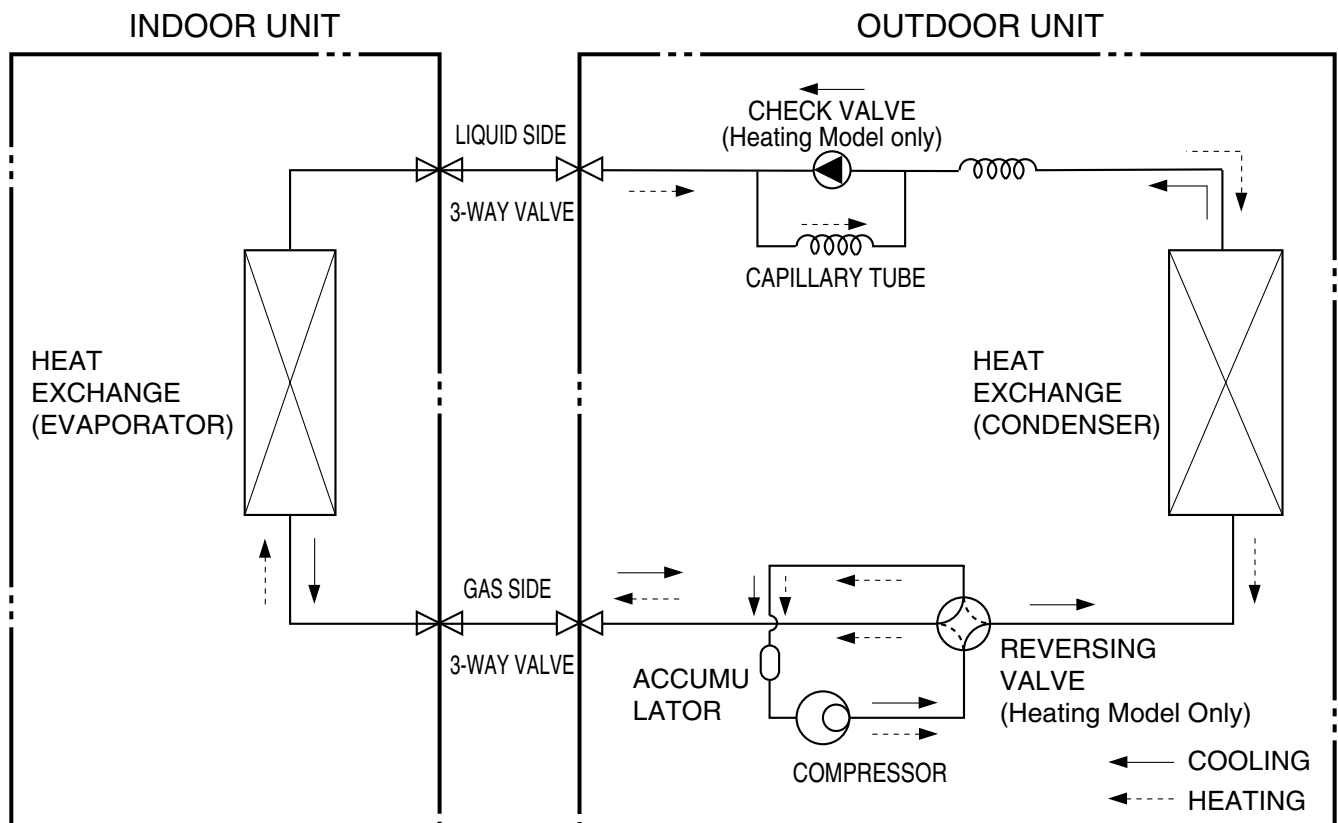 INDOOR UNIT
OUTDOOR UNIT
LIQUID SIDE
3-WAY VALVE
CHECK VALVE
(Heating Model only)
CAPILLARY TUBE
HEAT
EXCHANGE
(EVAPORATOR)
HEAT
EXCHANGE
(CONDENSER)
GAS SIDE
3-WAY VALVE
ACCUMU
LATOR
COMPRESSOR
REVERSING
VALVE
(Heating Model Only)
COOLING
HEATING